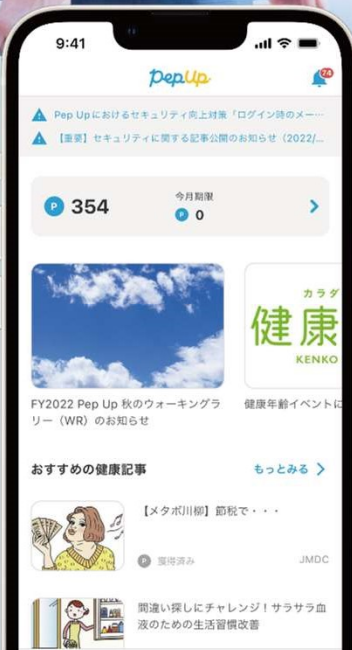 9:41
PepUp
74
Pep Upにおけるセキュリティ向上対策「ログイン時のメー…
【重要】セキュリティに関する記事公開のお知らせ（2022/...
P 354
今月期限
P 0
カラダ
健康
KENKO
FY2022 Pep Up 秋のウォーキングラ
リー（WR）のお知らせ
健康年齢イベントに
おすすめの健康記事
もっとみる
【メタボ川柳】節税で・・・
P 獲得済み
JMDC
間違い探しにチャレンジ！サラサラ血
液のための生活習慣改善